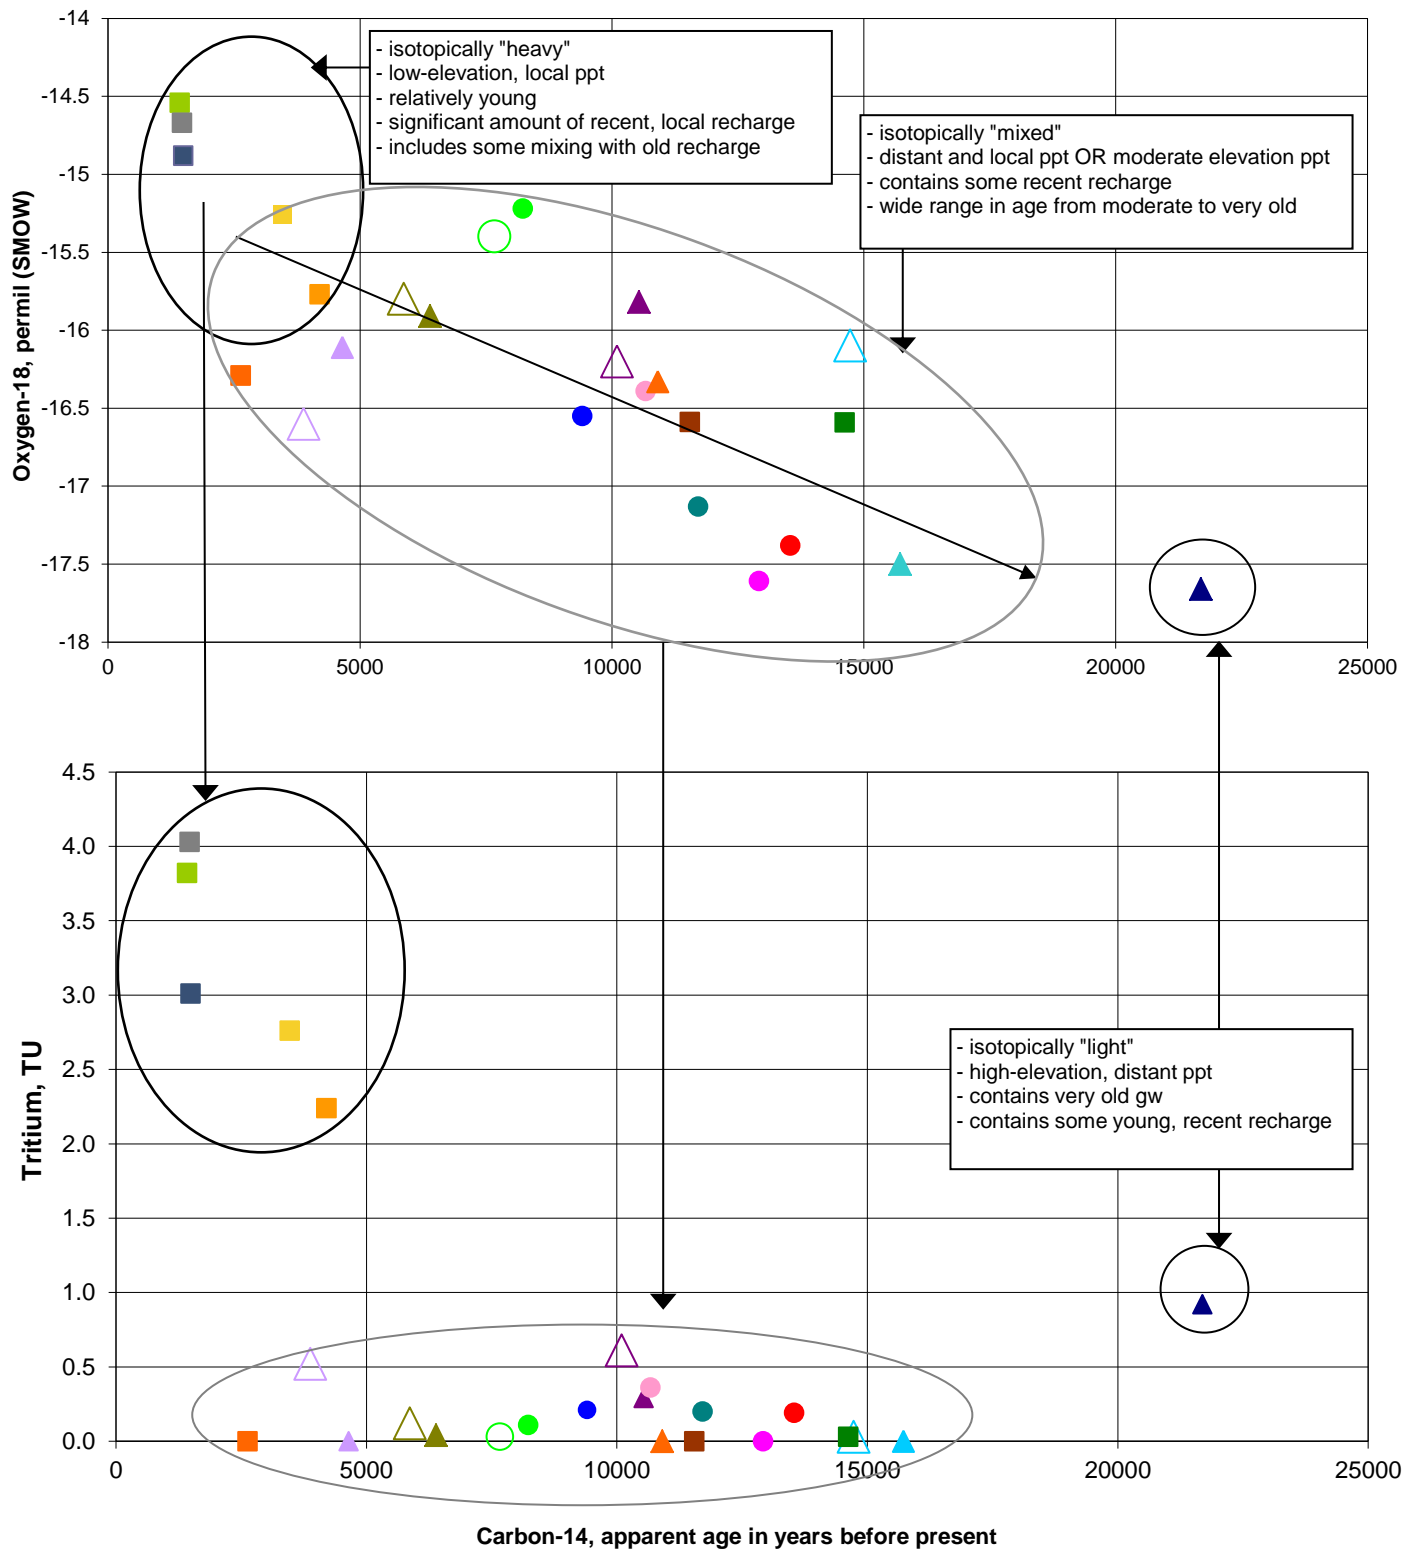 -14
-14.5
-15
-15.5
-16
-16.5
-17
-17.5
-18
Oxygen-18, permil (SMOW)
- isotopically "heavy"
- low-elevation, local ppt
- relatively young
- significant amount of recent, local recharge
- includes some mixing with old recharge
- isotopically "mixed"
- distant and local ppt OR moderate elevation ppt
- contains some recent recharge
- wide range in age from moderate to very old
0 5000 10000 15000 20000 25000
4.5
4.0
3.5
3.0
2.5
2.0
1.5
1.0
0.5
0.0
Tritium, TU
- isotopically "light"
- high-elevation, distant ppt
- contains very old gw
- contains some young, recent recharge
0 5000 10000 15000 20000 25000
Carbon-14, apparent age in years before present